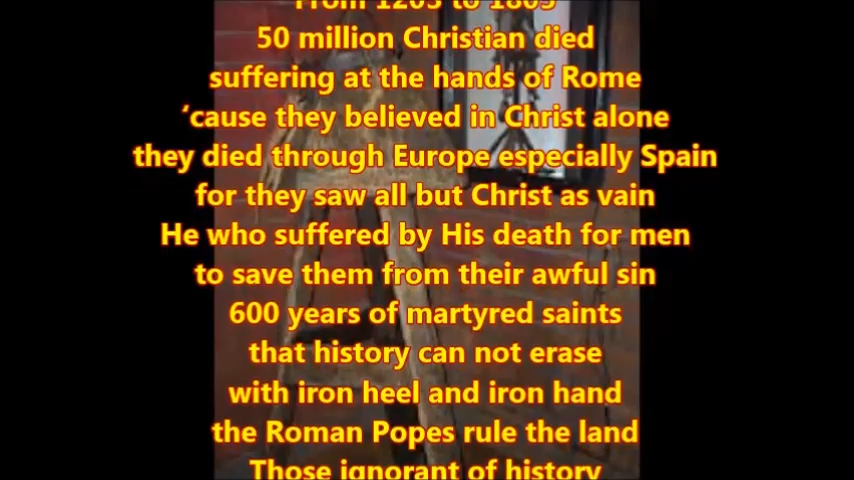 From 1203 to 1805
50 million Christian died
suffering at the hands of Rome
‘cause they believed in Christ alone
they died through Europe especially Spain
for they saw all but Christ as vain
He who suffered by His death for men
to save them from their awful sin
600 years of martyred saints
that history can not erase
with iron heel and iron hand
the Roman Popes rule the land
Those ignorant of history